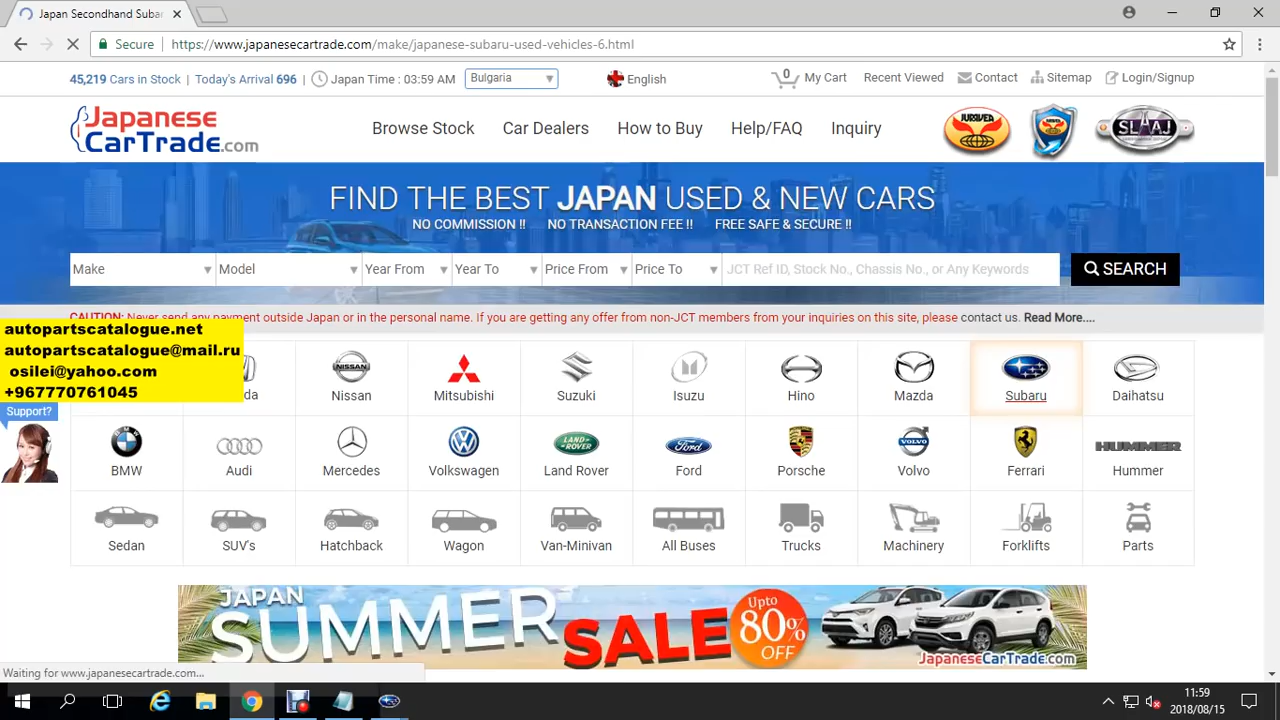 Japan Secondhand Subar
Secure
https://www.japanesecartrade.com/make/japanese-subaru-used-vehicles-6.html
45,219 Cars in Stock | Today's Arrival 696 | Japan Time : 03:59 AM
Bulgaria
English
0 My Cart
Recent Viewed
Contact
Sitemap
Login/Signup
Japanese
CarTrade.com
Browse Stock
Car Dealers
How to Buy
Help/FAQ
Inquiry
JUMVEA
JUMVEA
SLAAJ
FIND THE BEST JAPAN USED & NEW CARS
NO COMMISSION !! NO TRANSACTION FEE !! FREE SAFE & SECURE !!
Make
Model
Year From
Year To
Price From
Price To
JCT Ref ID, Stock No., Chassis No., or Any Keywords
SEARCH
CAUTION: Never send any payment outside Japan or in the personal name. If you are getting any offer from non-JCT members from your inquiries on this site, please contact us. Read More....
autopartscatalogue.net
autopartscatalogue@mail.ru
osilei@yahoo.com
+967770761045
Support?
da
NISSAN
Nissan
Mitsubishi
Suzuki
Isuzu
Hino
Mazda
Subaru
Daihatsu
BMW
Audi
Mercedes
Volkswagen
LAND ROVER
Land Rover
Ford
Ford
Porsche
VOLVO
Volvo
Ferrari
HUMMER
Hummer
Sedan
SUV's
Hatchback
Wagon
Van-Minivan
All Buses
Trucks
Machinery
Forklifts
Parts
JAPAN
SUMMER SALE
Upto
80%
OFF
JapaneseCarTrade.com
Waiting for www.japanesecartrade.com...
11:59
2018/08/15